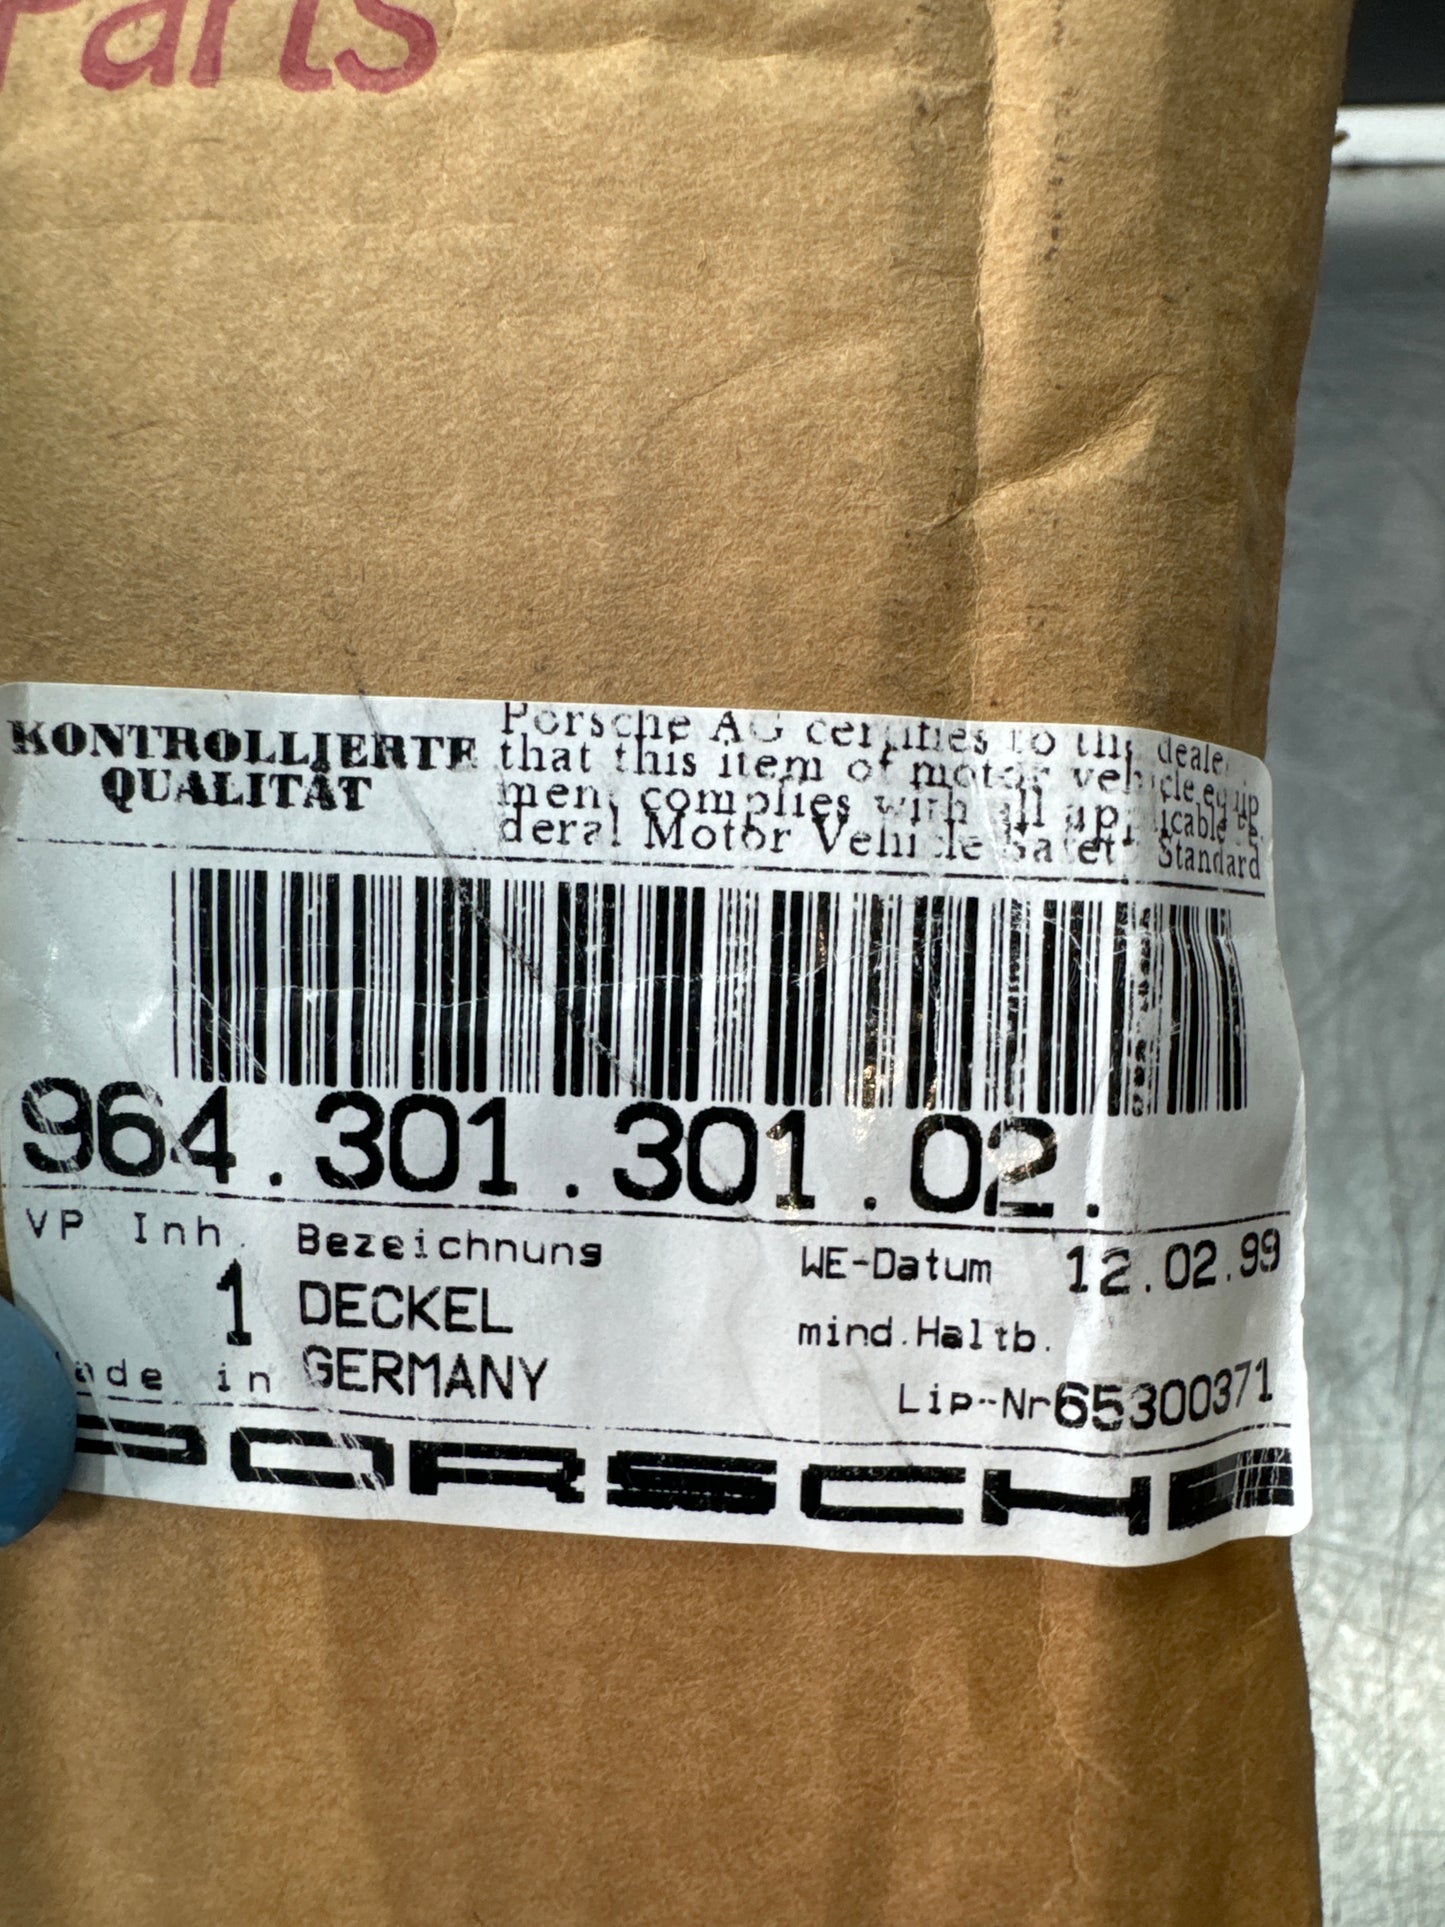 Parts
KONTROLLIERTE
QUALITÄT
Porsche AG certifies to the dealer
that this item of motor vehicle equip
ment complies with all applicable
deral Motor Vehicle Safety Standard
964.301.301.02.
VP Inh. Bezeichnung WE-Datum 12.02.99
1 DECKEL mind.Haltb.
Made in GERMANY Lip-Nr65300371
PORSCHE